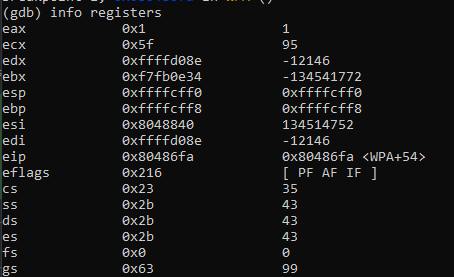 (gdb) info registers
eax 0x1 1
ecx 0x5f 95
edx 0xffffd08e -12146
ebx 0xf7fb0e34 -134541772
esp 0xffffcff0 0xffffcff0
ebp 0xffffcff8 0xffffcff8
esi 0x8048840 134514752
edi 0xffffd08e -12146
eip 0x80486fa 0x80486fa <WPA+54>
eflags 0x216 [ PF AF IF ]
cs 0x23 35
ss 0x2b 43
ds 0x2b 43
es 0x2b 43
fs 0x0 0
gs 0x63 99